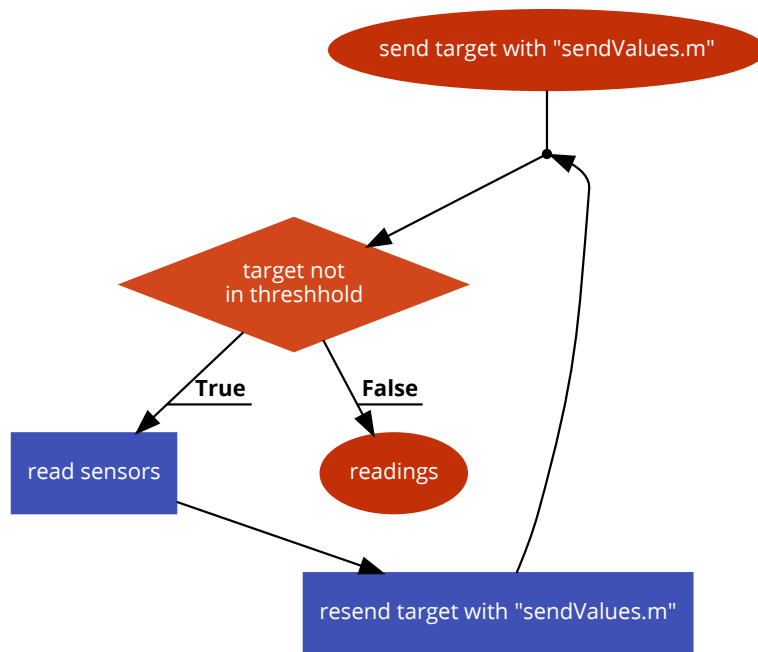 send target with "sendValues.m"
target not
in threshhold
True
False
read sensors
readings
resend target with "sendValues.m"